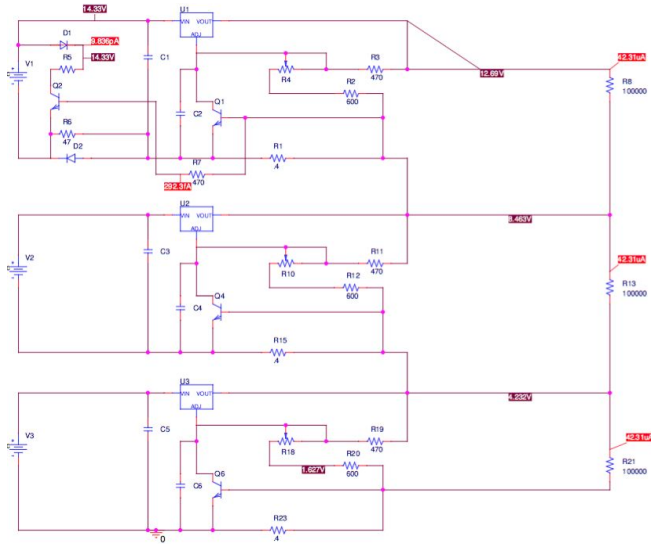 14.33V
U1
D1
9.836pA
VIN
VOUT
ADJ
14.33V
C1
R5
R3
470
12.69V
42.31uA
V1
R4
R2
600
R8
100000
Q2
C2
Q1
R6
47
D2
R1
.4
R7
470
292.3fA
U2
VIN
VOUT
8.463V
ADJ
C3
R11
470
42.31uA
V2
R10
R12
600
R13
100000
C4
Q4
R15
.4
U3
VIN
VOUT
4.232V
ADJ
C5
R19
470
42.31uA
V3
R18
R20
600
1.627V
R21
100000
C6
Q6
R23
.4
0